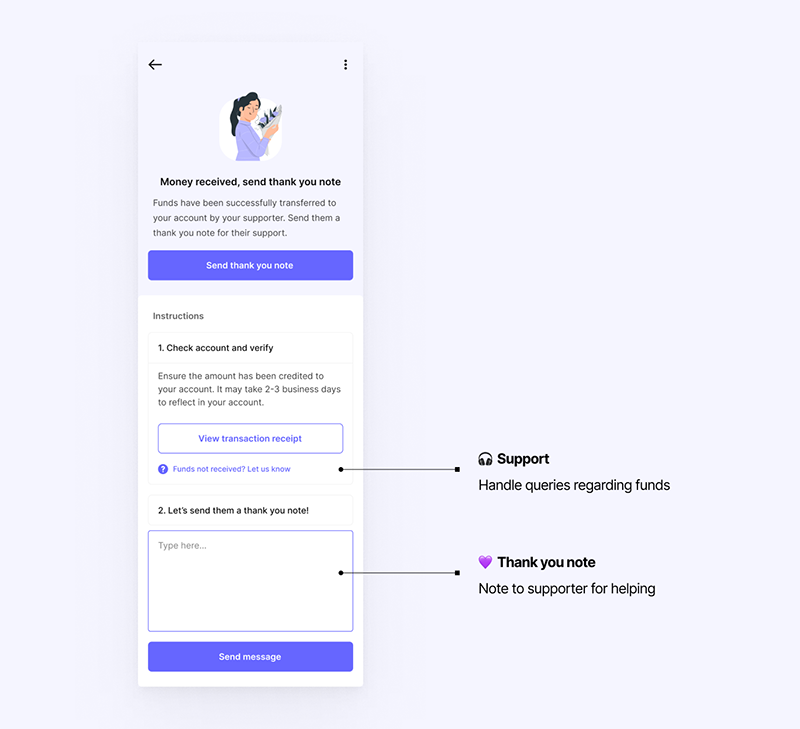 Money received, send thank you note
Funds have been successfully transferred to
your account by your supporter. Send them a
thank you note for their support.
Send thank you note
Instructions
1. Check account and verify
Ensure the amount has been credited to
your account. It may take 2-3 business days
to reflect in your account.
View transaction receipt
? Funds not received? Let us know
2. Let's send them a thank you note!
Type here...
Send message
🎧 Support
Handle queries regarding funds
💜 Thank you note
Note to supporter for helping